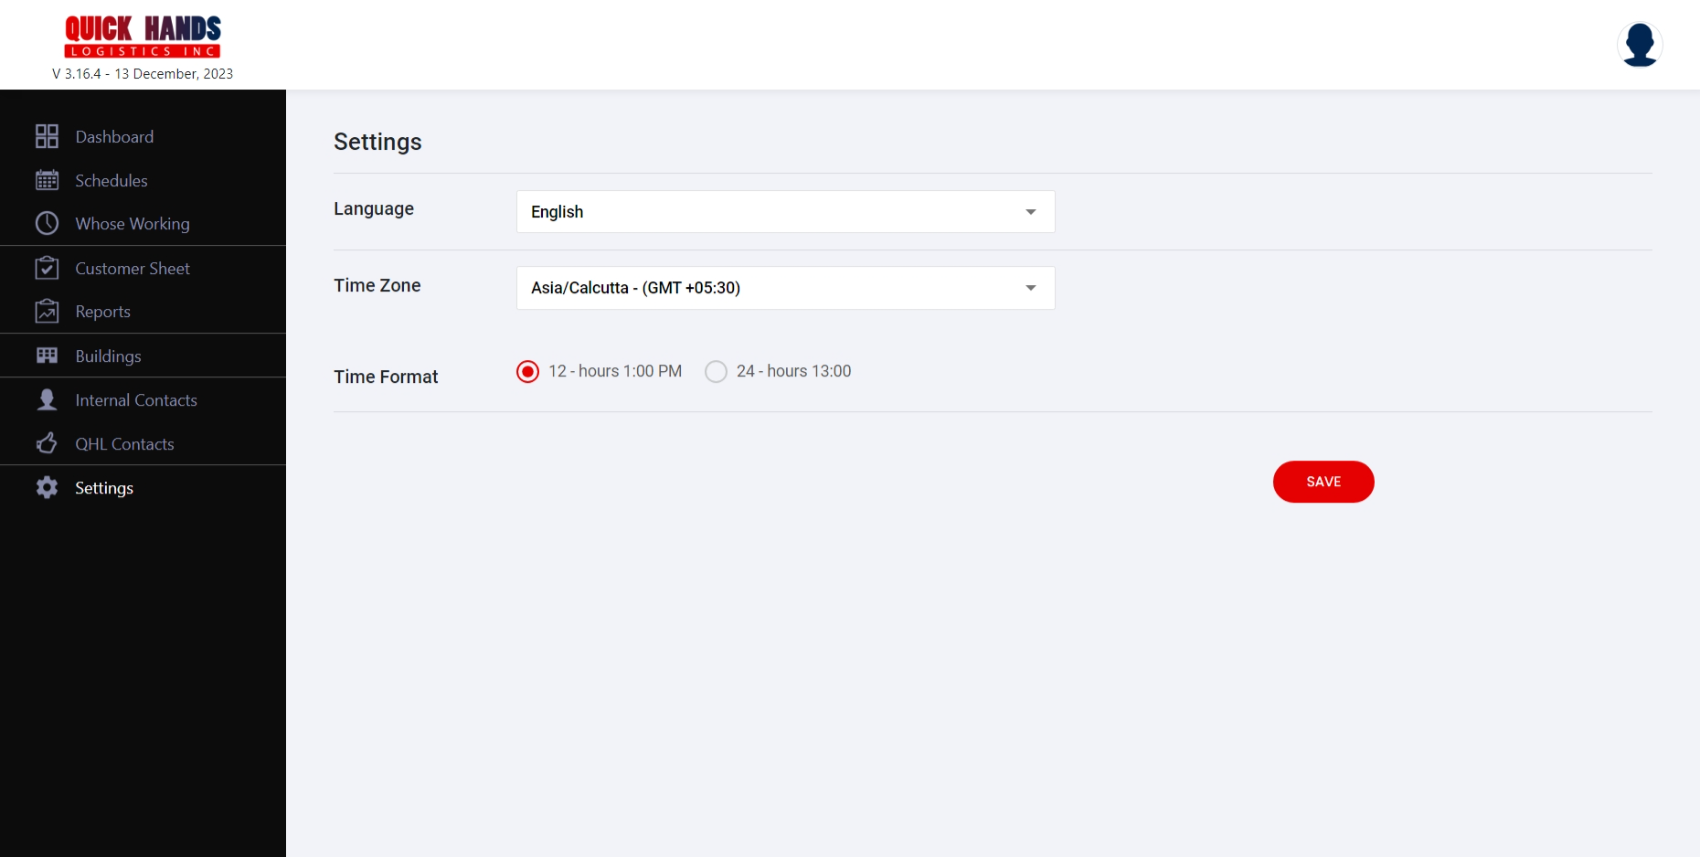 QUICK HANDS
LOGISTICS INC
V 3.16.4 - 13 December, 2023
Dashboard
Schedules
Whose Working
Customer Sheet
Reports
Buildings
Internal Contacts
QHL Contacts
Settings
Settings
Language
English
Time Zone
Asia/Calcutta - (GMT +05:30)
Time Format
12 - hours 1:00 PM
24 - hours 13:00
SAVE